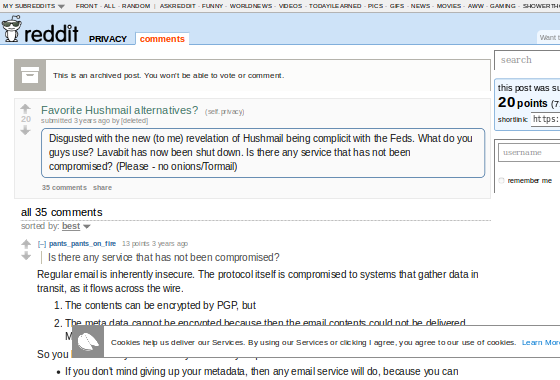 MY SUBREDDITS FRONT - ALL - RANDOM | ASKREDDIT - FUNNY - WORLDNEWS - VIDEOS - TODAYILEARNED - PICS - GIFS - NEWS - MOVIES - AWW - GAMING - SHOWERTH
reddit PRIVACY comments
Want t
search
This is an archived post. You won't be able to vote or comment.
this post was su
20 points (7
shortlink: https:
Favorite Hushmail alternatives? (self.privacy)
submitted 3 years ago by [deleted]
20
Disgusted with the new (to me) revelation of Hushmail being complicit with the Feds. What do you
guys use? Lavabit has now been shut down. Is there any service that has not been
compromised? (Please - no onions/Tormail)
35 comments share
username
remember me
all 35 comments
sorted by: best
[–] pants_pants_on_fire 13 points 3 years ago
Is there any service that has not been compromised?
Regular email is inherently insecure. The protocol itself is compromised to systems that gather data in
transit, as it flows across the wire.
1. The contents can be encrypted by PGP, but
2. The meta data cannot be encrypted because then the email contents could not be delivered.
Cookies help us deliver our Services. By using our Services or clicking I agree, you agree to our use of cookies. Learn Mor
So you
• If you don't mind giving up your metadata, then any email service will do, because you can